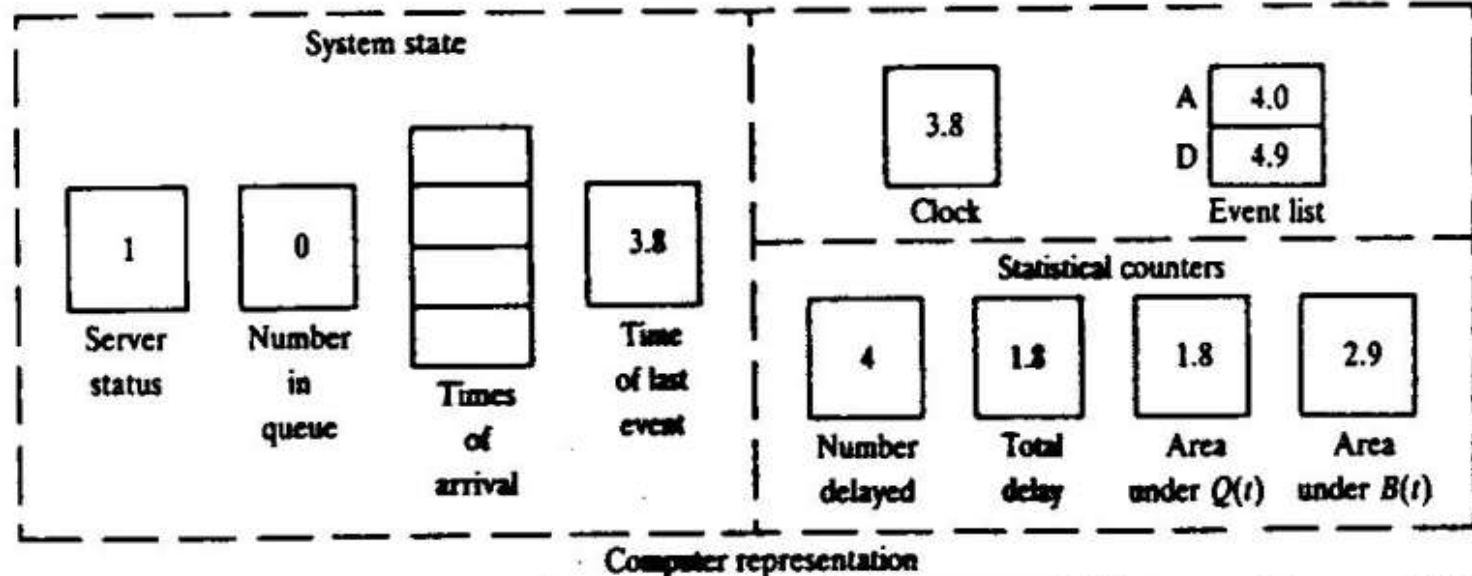 System state
1
0
3.8
Server
status
Number
in
queue
Times
of
arrival
Time
of last
event
3.8
Clock
A 4.0
D 4.9
Event list
Statistical counters
4
1.8
1.8
2.9
Number
delayed
Total
delay
Area
under Q(t)
Area
under B(t)
Computer representation